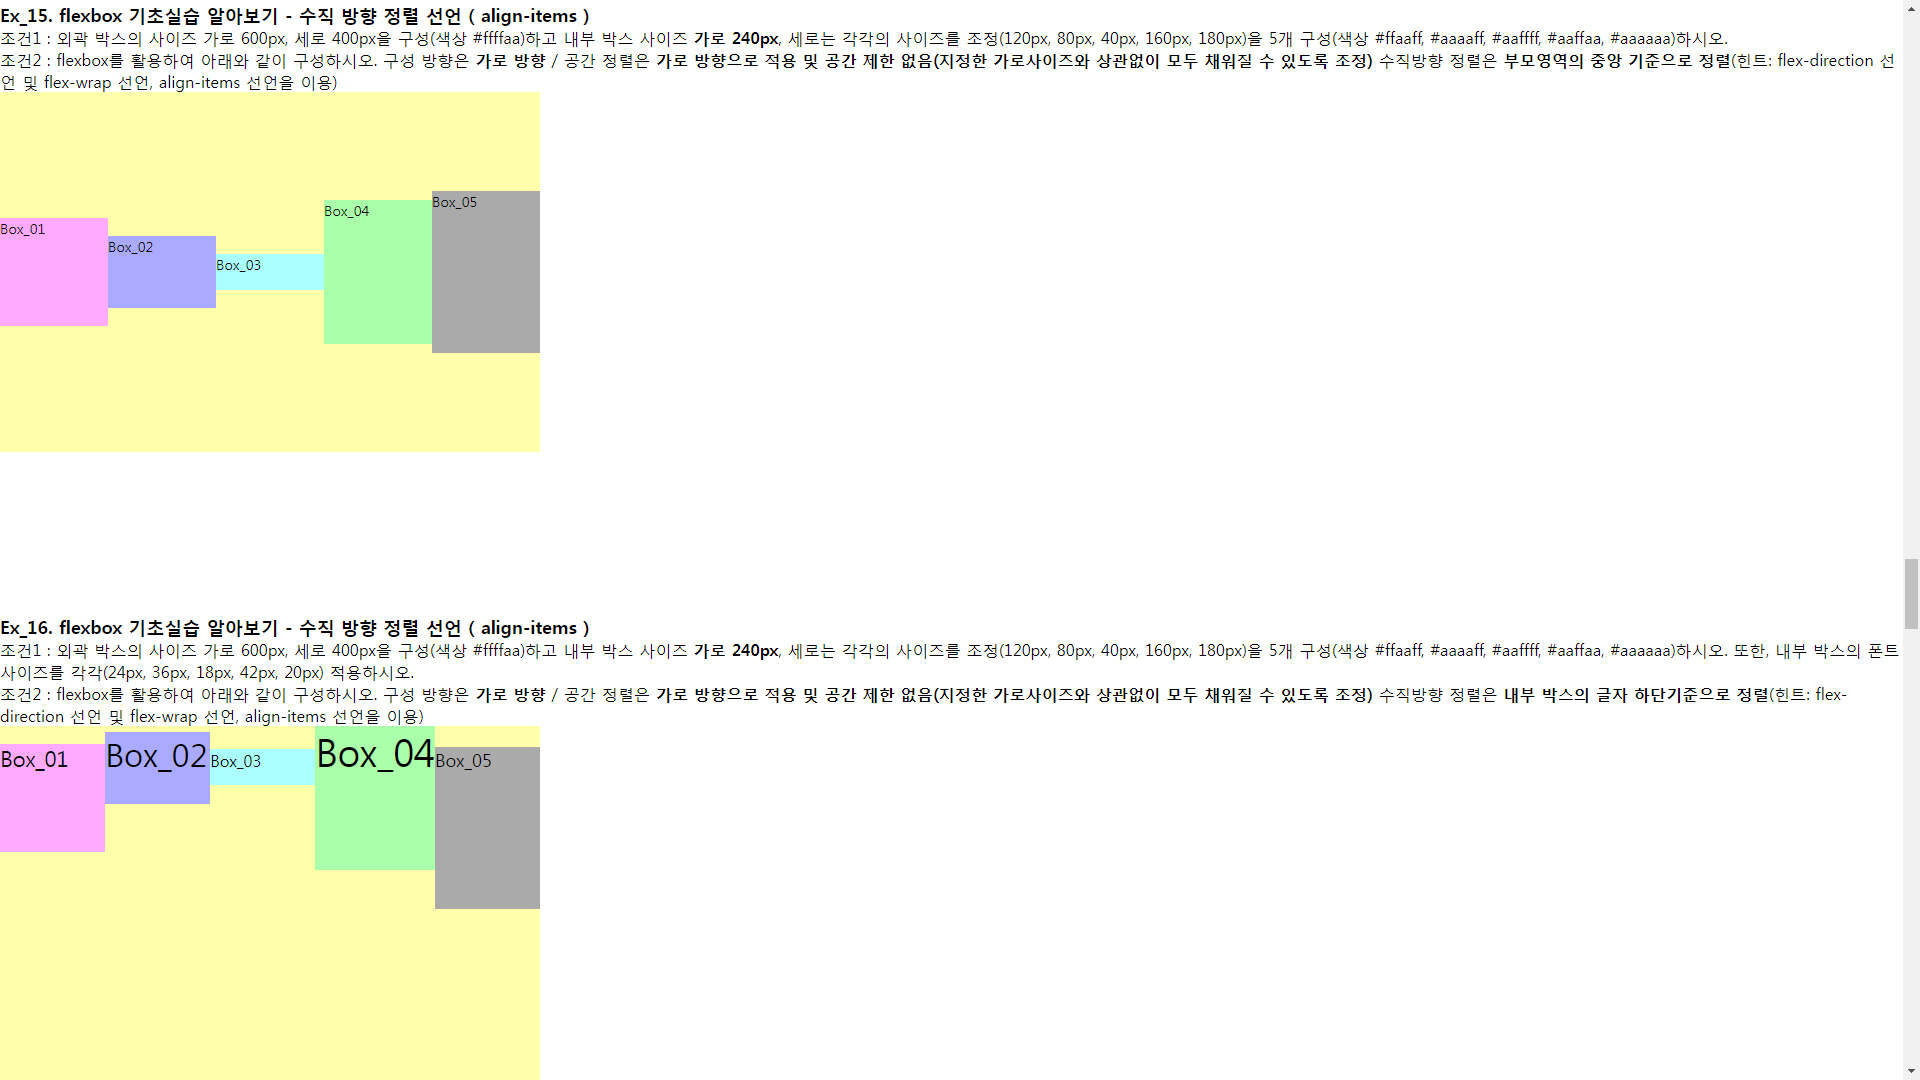 Ex_15. flexbox 기초실습 알아보기 - 수직 방향 정렬 선언 ( align-items )
조건1 : 외곽 박스의 사이즈 가로 600px, 세로 400px을 구성(색상 #ffffaa)하고 내부 박스 사이즈 가로 240px, 세로는 각각의 사이즈를 조정(120px, 80px, 40px, 160px, 180px)을 5개 구성(색상 #ffaaff, #aaaaff, #aaffff, #aaffaa, #aaaaaa)하시오.
조건2 : flexbox를 활용하여 아래와 같이 구성하시오. 구성 방향은 가로 방향 / 공간 정렬은 가로 방향으로 적용 및 공간 제한 없음(지정한 가로사이즈와 상관없이 모두 채워질 수 있도록 조정) 수직방향 정렬은 부모영역의 중앙 기준으로 정렬(힌트: flex-direction 선
언 및 flex-wrap 선언, align-items 선언을 이용)
Box_01
Box_02
Box_03
Box_04
Box_05
Ex_16. flexbox 기초실습 알아보기 - 수직 방향 정렬 선언 ( align-items )
조건1 : 외곽 박스의 사이즈 가로 600px, 세로 400px을 구성(색상 #ffffaa)하고 내부 박스 사이즈 가로 240px, 세로는 각각의 사이즈를 조정(120px, 80px, 40px, 160px, 180px)을 5개 구성(색상 #ffaaff, #aaaaff, #aaffff, #aaffaa, #aaaaaa)하시오. 또한, 내부 박스의 폰트
사이즈를 각각(24px, 36px, 18px, 42px, 20px) 적용하시오.
조건2 : flexbox를 활용하여 아래와 같이 구성하시오. 구성 방향은 가로 방향 / 공간 정렬은 가로 방향으로 적용 및 공간 제한 없음(지정한 가로사이즈와 상관없이 모두 채워질 수 있도록 조정) 수직방향 정렬은 내부 박스의 글자 하단기준으로 정렬(힌트: flex-
direction 선언 및 flex-wrap 선언, align-items 선언을 이용)
Box_01
Box_02
Box_03
Box_04
Box_05